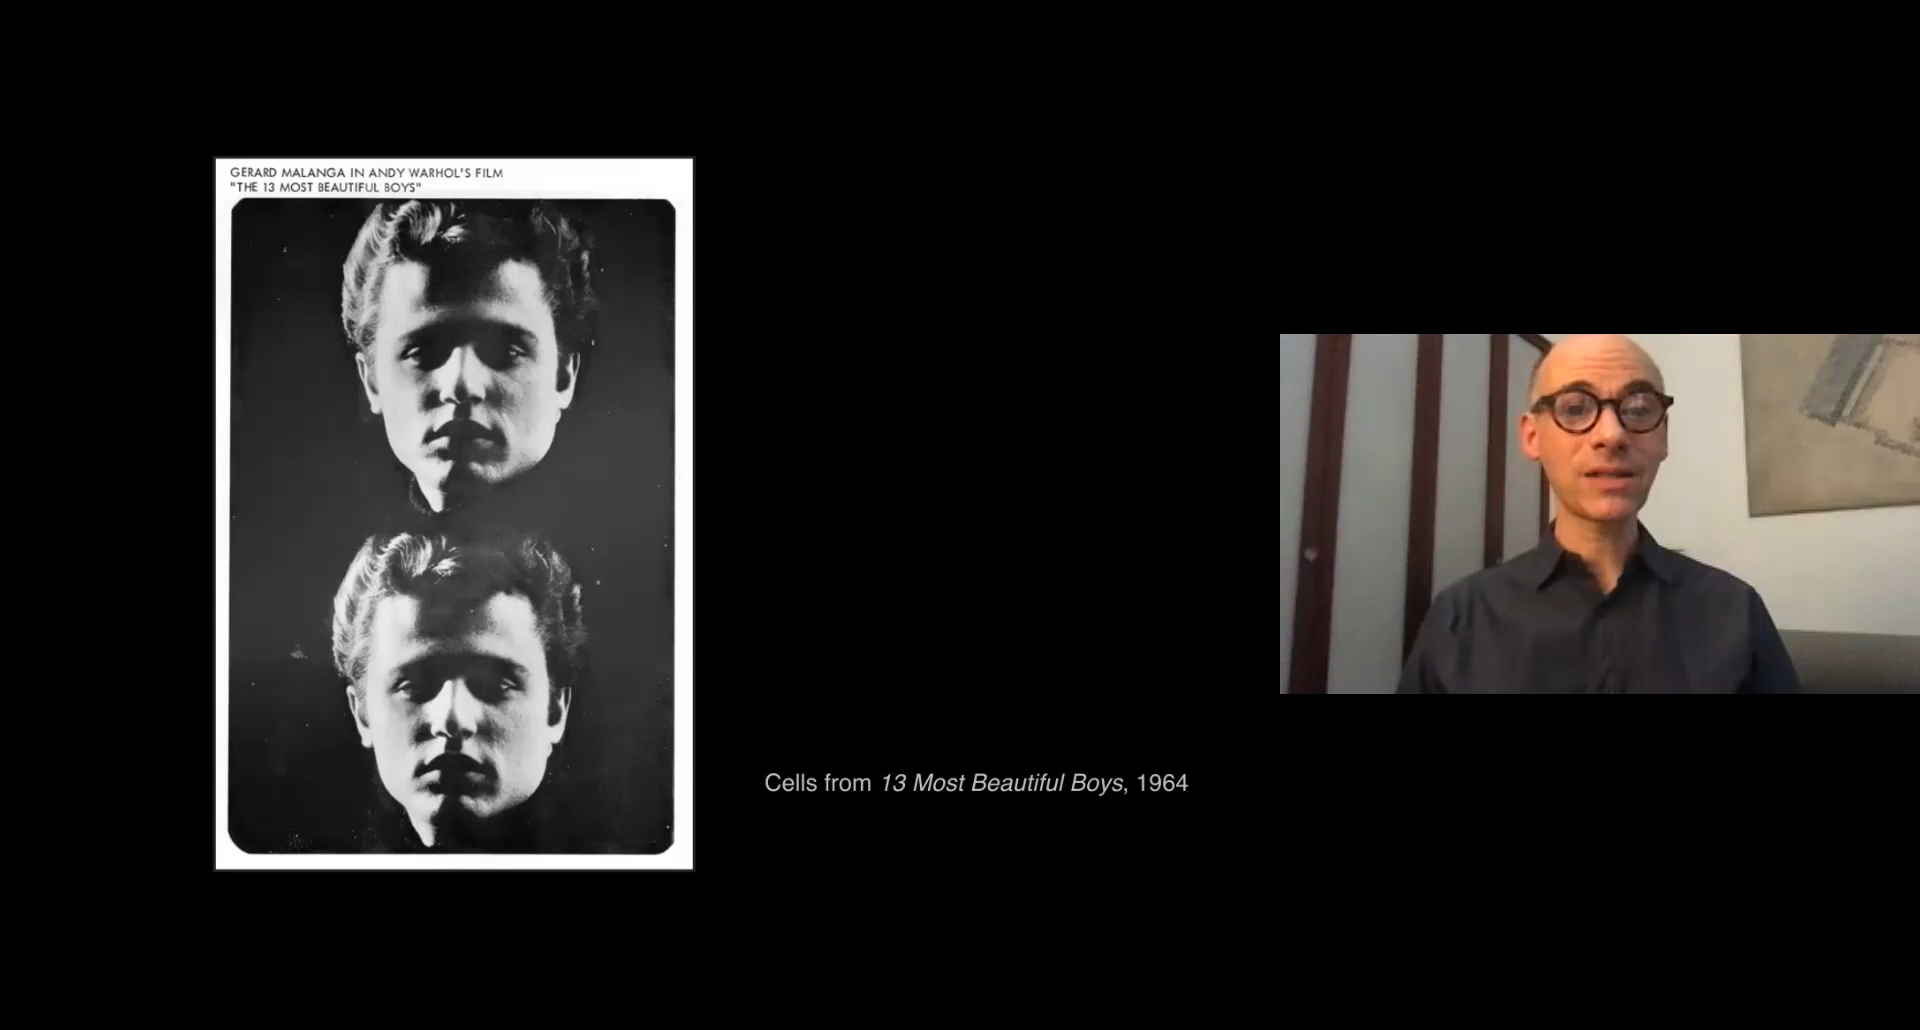 GERARD MALANGA IN ANDY WARHOL'S FILM
"THE 13 MOST BEAUTIFUL BOYS"
Cells from 13 Most Beautiful Boys, 1964